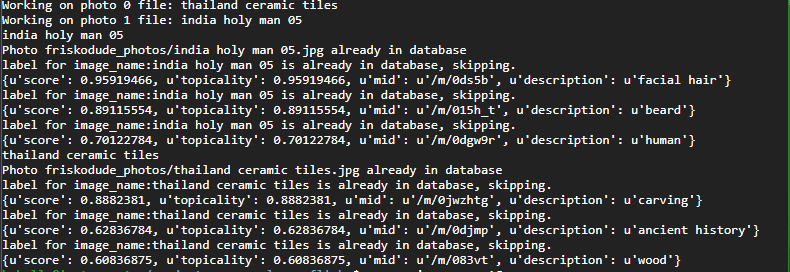 Working on photo 0 file: thailand ceramic tiles
Working on photo 1 file: india holy man 05
india holy man 05
Photo friskodude_photos/india holy man 05.jpg already in database
label for image_name:india holy man 05 is already in database, skipping.
{u'score': 0.95919466, u'topicality': 0.95919466, u'mid': u'/m/0ds5b', u'description': u'facial hair'}
label for image_name:india holy man 05 is already in database, skipping.
{u'score': 0.89115554, u'topicality': 0.89115554, u'mid': u'/m/015h_t', u'description': u'beard'}
label for image_name:india holy man 05 is already in database, skipping.
{u'score': 0.70122784, u'topicality': 0.70122784, u'mid': u'/m/0dgw9r', u'description': u'human'}
thailand ceramic tiles
Photo friskodude_photos/thailand ceramic tiles.jpg already in database
label for image_name:thailand ceramic tiles is already in database, skipping.
{u'score': 0.8882381, u'topicality': 0.8882381, u'mid': u'/m/0jwzhtg', u'description': u'carving'}
label for image_name:thailand ceramic tiles is already in database, skipping.
{u'score': 0.62836784, u'topicality': 0.62836784, u'mid': u'/m/0djmp', u'description': u'ancient history'}
label for image_name:thailand ceramic tiles is already in database, skipping.
{u'score': 0.60836875, u'topicality': 0.60836875, u'mid': u'/m/083vt', u'description': u'wood'}